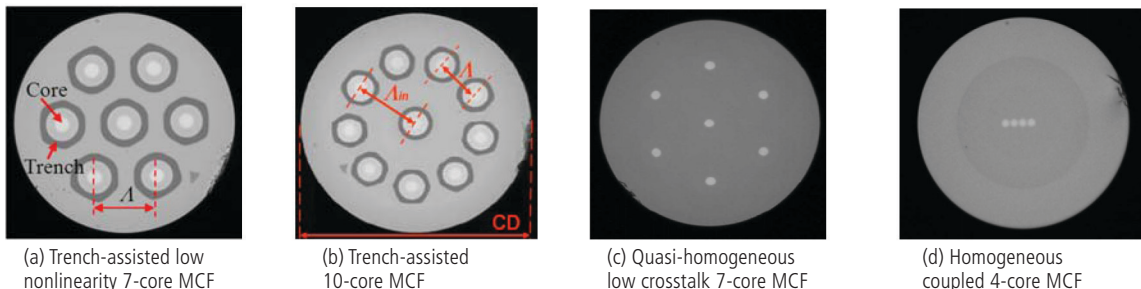 Core
Trench
Λ
Λin
Λ
CD
(a) Trench-assisted low
nonlinearity 7-core MCF
(b) Trench-assisted
10-core MCF
(c) Quasi-homogeneous
low crosstalk 7-core MCF
(d) Homogeneous
coupled 4-core MCF